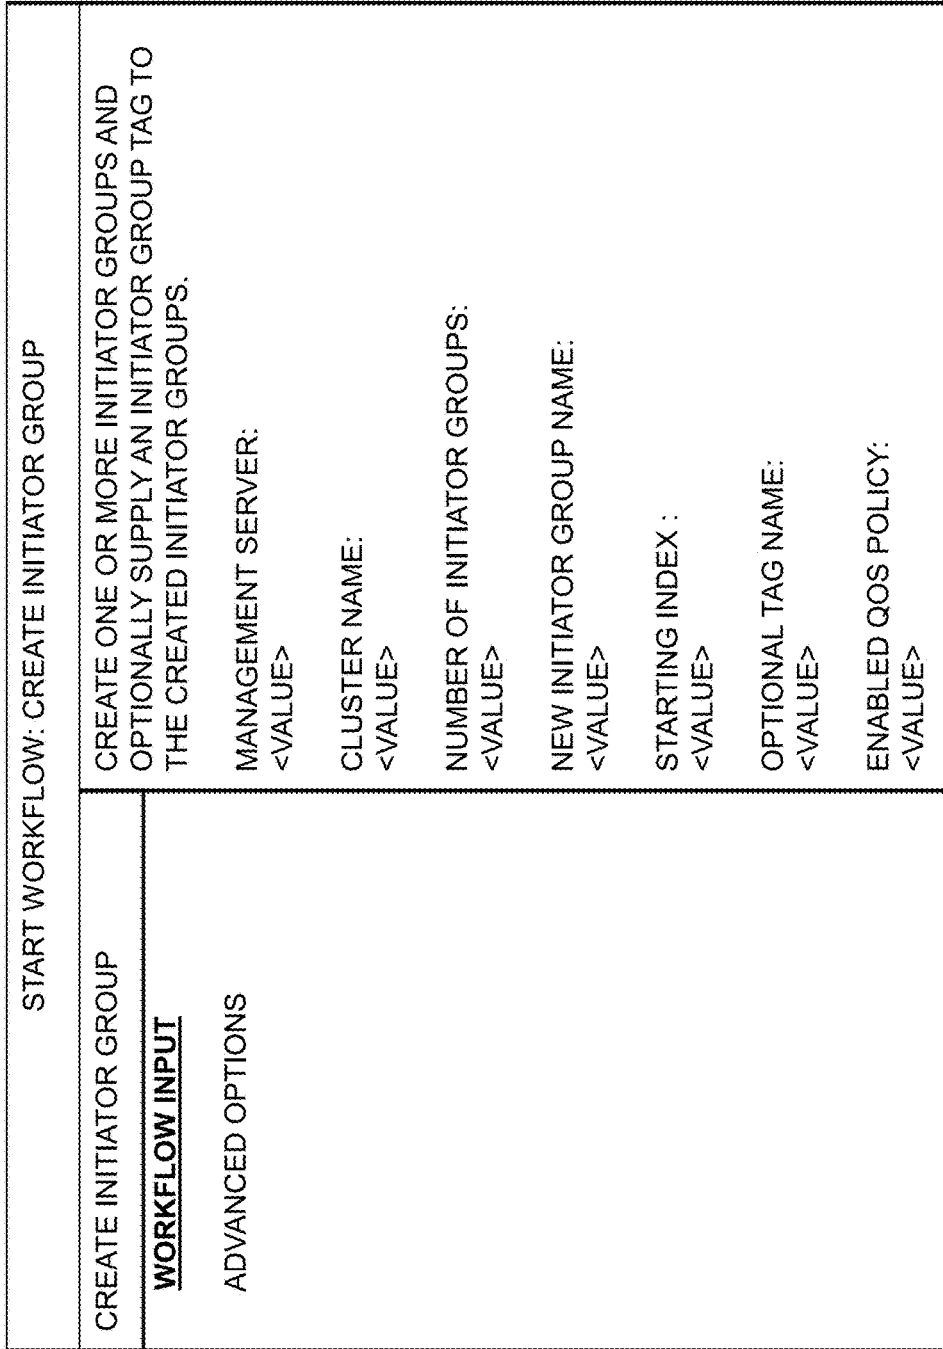 START WORKFLOW: CREATE INITIATOR GROUP
CREATE INITIATOR GROUP
WORKFLOW INPUT
ADVANCED OPTIONS
CREATE ONE OR MORE INITIATOR GROUPS AND
OPTIONALLY SUPPLY AN INITIATOR GROUP TAG TO
THE CREATED INITIATOR GROUPS.
MANAGEMENT SERVER:
<VALUE>
CLUSTER NAME:
<VALUE>
NUMBER OF INITIATOR GROUPS:
<VALUE>
NEW INITIATOR GROUP NAME:
<VALUE>
STARTING INDEX :
<VALUE>
OPTIONAL TAG NAME:
<VALUE>
ENABLED QOS POLICY:
<VALUE>